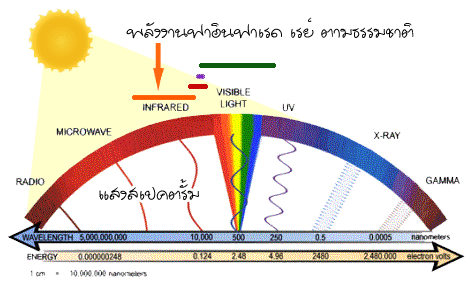 พลังงานฟาอินฟาเรด เรย์ ตามธรรมชาติ
VISIBLE
LIGHT
INFRARED
UV
MICROWAVE
X-RAY
RADIO
GAMMA
แสงสเปคตรั้ม
WAVELENGTH 5,000,000,000 10,000 500 250 0.5 0.0005 nanometers
ENERGY 0.000000248 0.124 2.48 4.96 2480 2,480,000 electron volts
1 cm = 10,000,000 nanometers